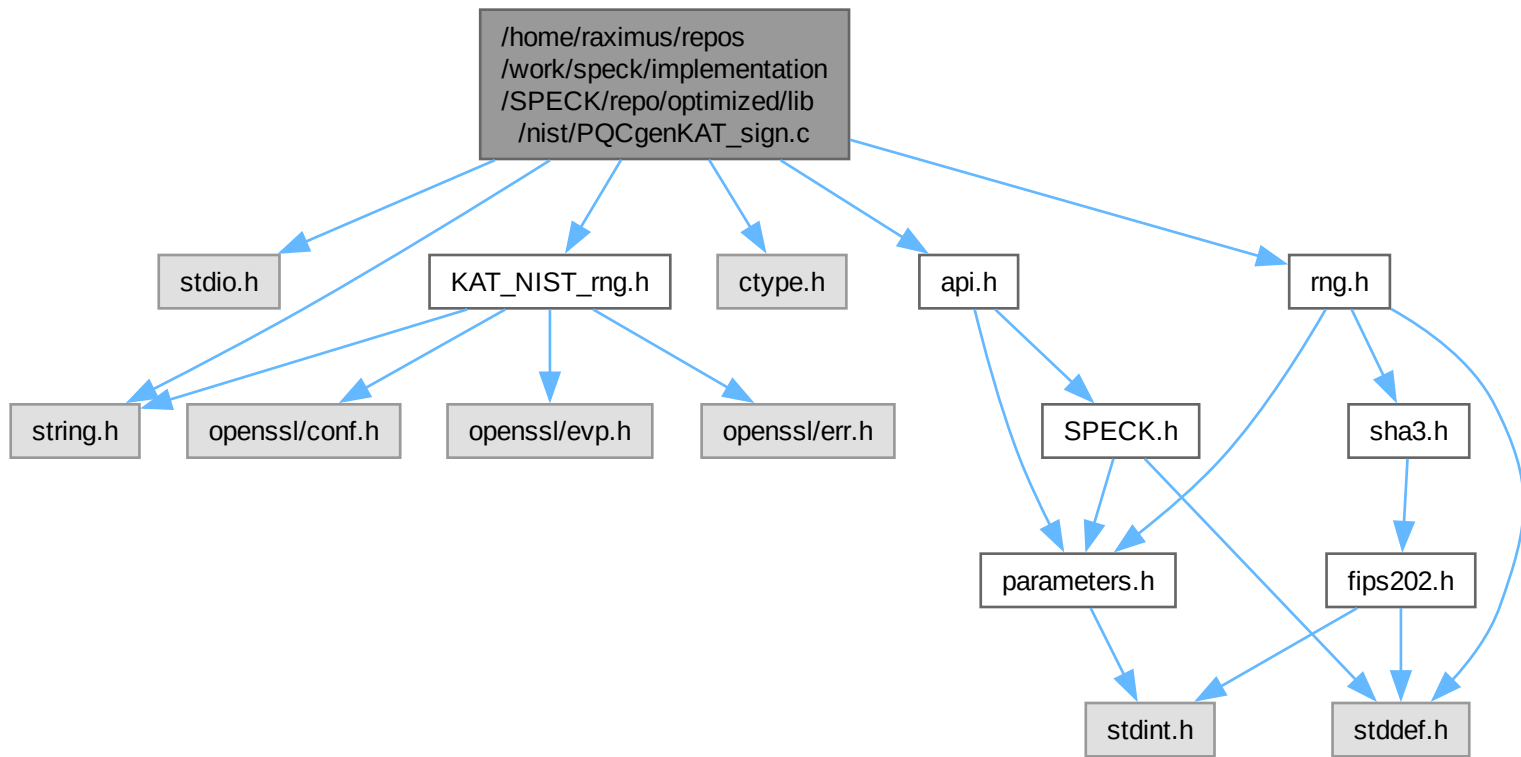 /home/raximus/repos
/work/speck/implementation
/SPECK/repo/optimized/lib
/nist/PQCgenKAT_sign.c
stdio.h
KAT_NIST_rng.h
ctype.h
api.h
rng.h
string.h
openssl/conf.h
openssl/evp.h
openssl/err.h
SPECK.h
sha3.h
parameters.h
fips202.h
stdint.h
stddef.h